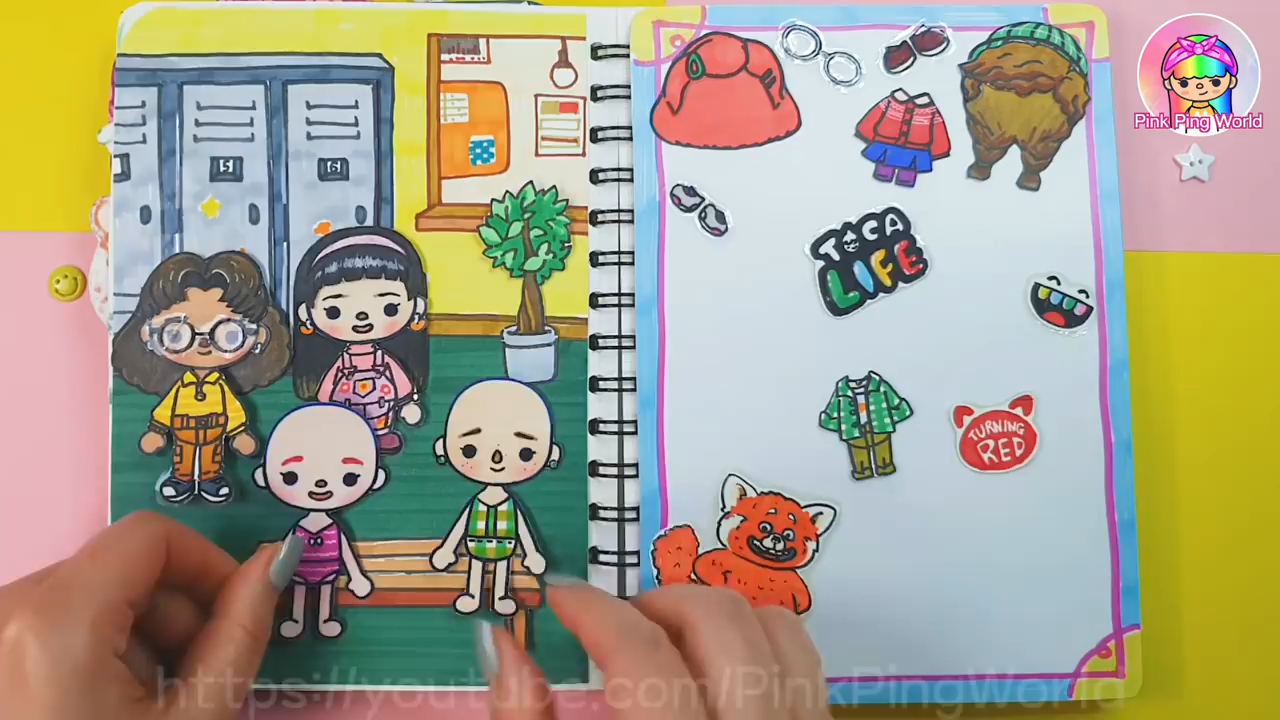 Pink Ping World
5
6
TOCA
LIFE
TURNING
RED
https://youtube.com/PinkPingWorld